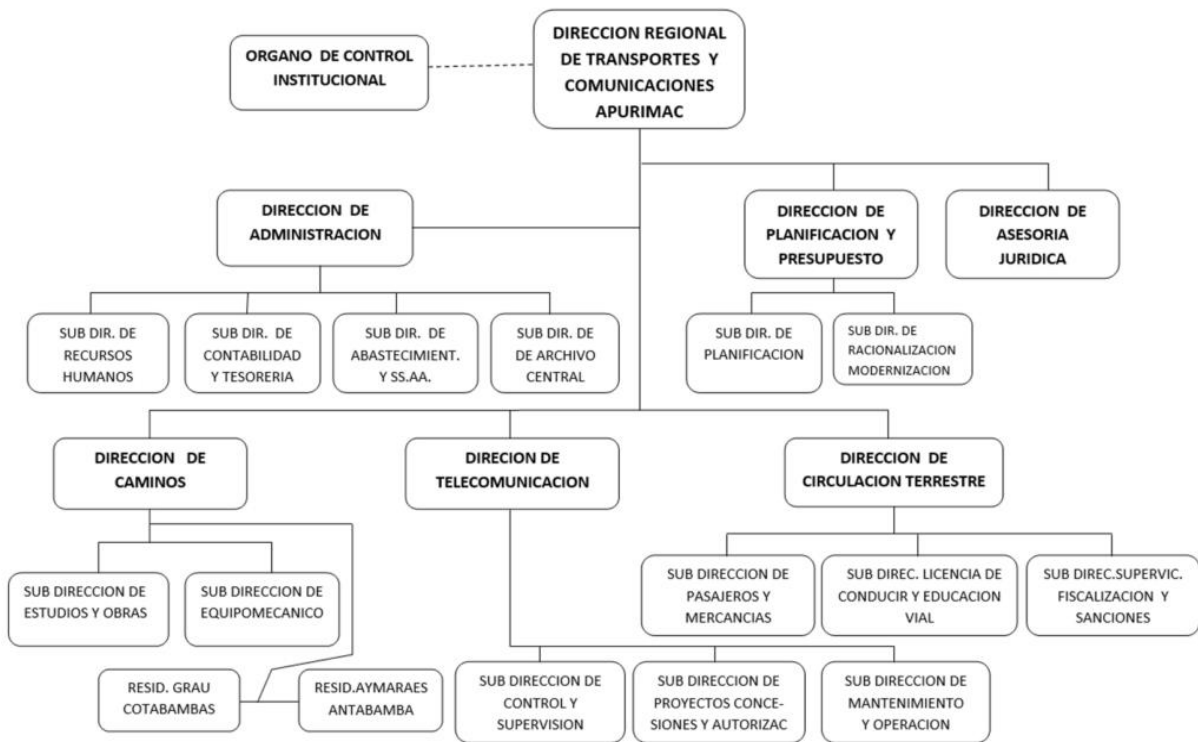 ORGANO DE CONTROL
INSTITUCIONAL
DIRECCION REGIONAL
DE TRANSPORTES Y
COMUNICACIONES
APURIMAC
DIRECCION DE
ADMINISTRACION
DIRECCION DE
PLANIFICACION Y
PRESUPUESTO
DIRECCION DE
ASESORIA
JURIDICA
SUB DIR. DE
RECURSOS
HUMANOS
SUB DIR. DE
CONTABILIDAD
Y TESORERIA
SUB DIR. DE
ABASTECIMIENT.
Y SS.AA.
SUB DIR. DE
DE ARCHIVO
CENTRAL
SUB DIR. DE
PLANIFICACION
SUB DIR. DE
RACIONALIZACION
MODERNIZACION
DIRECCION DE
CAMINOS
DIRECION DE
TELECOMUNICACION
DIRECCION DE
CIRCULACION TERRESTRE
SUB DIRECCION DE
ESTUDIOS Y OBRAS
SUB DIRECCION DE
EQUIPOMECANICO
SUB DIRECCION DE
PASAJEROS Y
MERCANCIAS
SUB DIREC. LICENCIA DE
CONDUCIR Y EDUCACION
VIAL
SUB DIREC.SUPERVIC.
FISCALIZACION Y
SANCIONES
RESID. GRAU
COTABAMBAS
RESID.AYMARAES
ANTABAMBA
SUB DIRECCION DE
CONTROL Y
SUPERVISION
SUB DIRECCION DE
PROYECTOS CONCE-
SIONES Y AUTORIZAC
SUB DIRECCION DE
MANTENIMIENTO
Y OPERACION